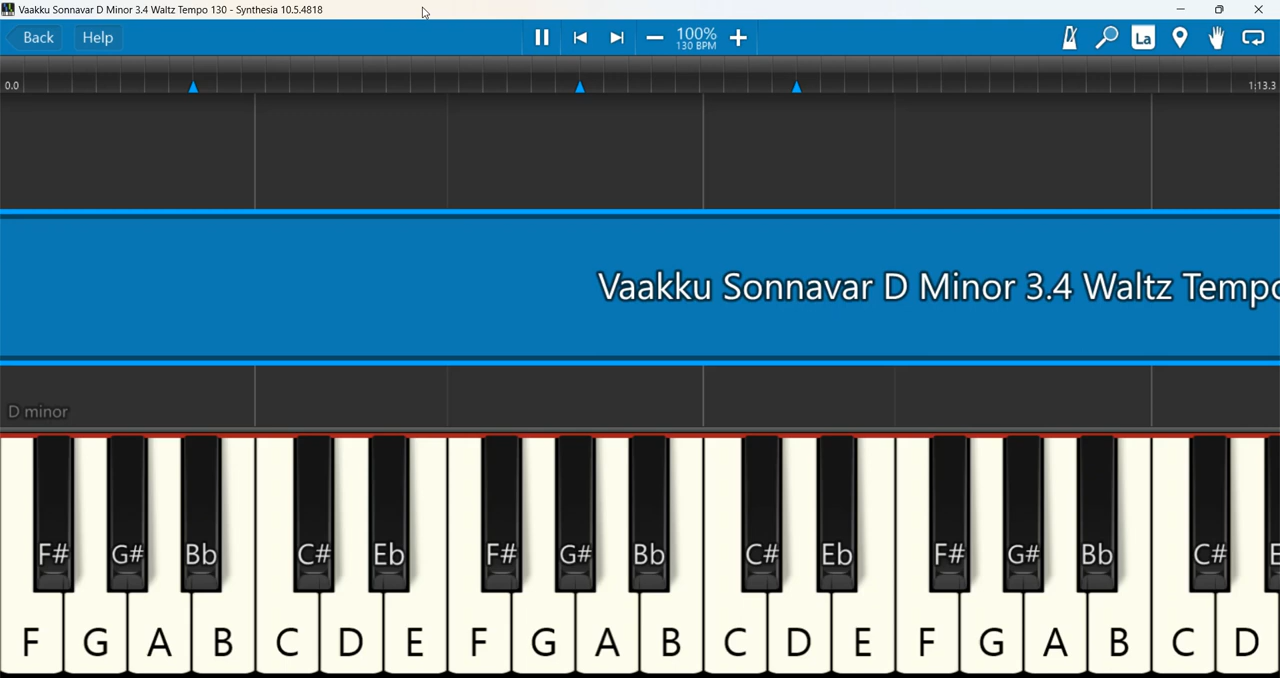 Vaakku Sonnavar D Minor 3.4 Waltz Tempo 130 - Synthesia 10.5.4818
Back Help 100% La
130 BPM
0.0 1:13.3
Vaakku Sonnavar D Minor 3.4 Waltz Tempo
D minor
F# G# Bb C# Eb F# G# Bb C# Eb F# G# Bb C# E
F G A B C D E F G A B C D E F G A B C D